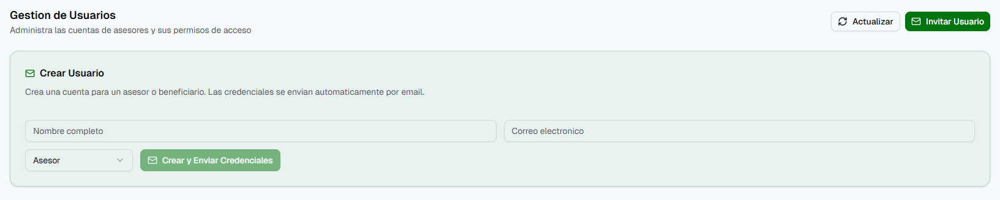 Gestion de Usuarios
Administra las cuentas de asesores y sus permisos de acceso
Actualizar
Invitar Usuario
Crear Usuario
Crea una cuenta para un asesor o beneficiario. Las credenciales se envian automaticamente por email.
Nombre completo
Correo electronico
Asesor
Crear y Enviar Credenciales